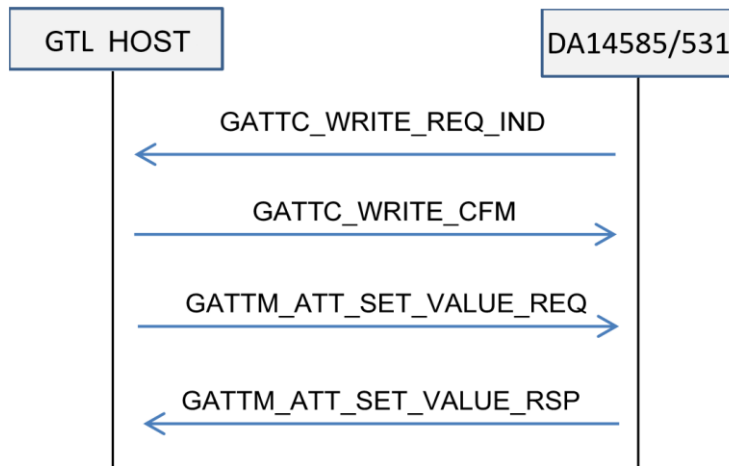 GTL HOST
DA14585/531
GATTC_WRITE_REQ_IND
GATTC_WRITE_CFM
GATTM_ATT_SET_VALUE_REQ
GATTM_ATT_SET_VALUE_RSP